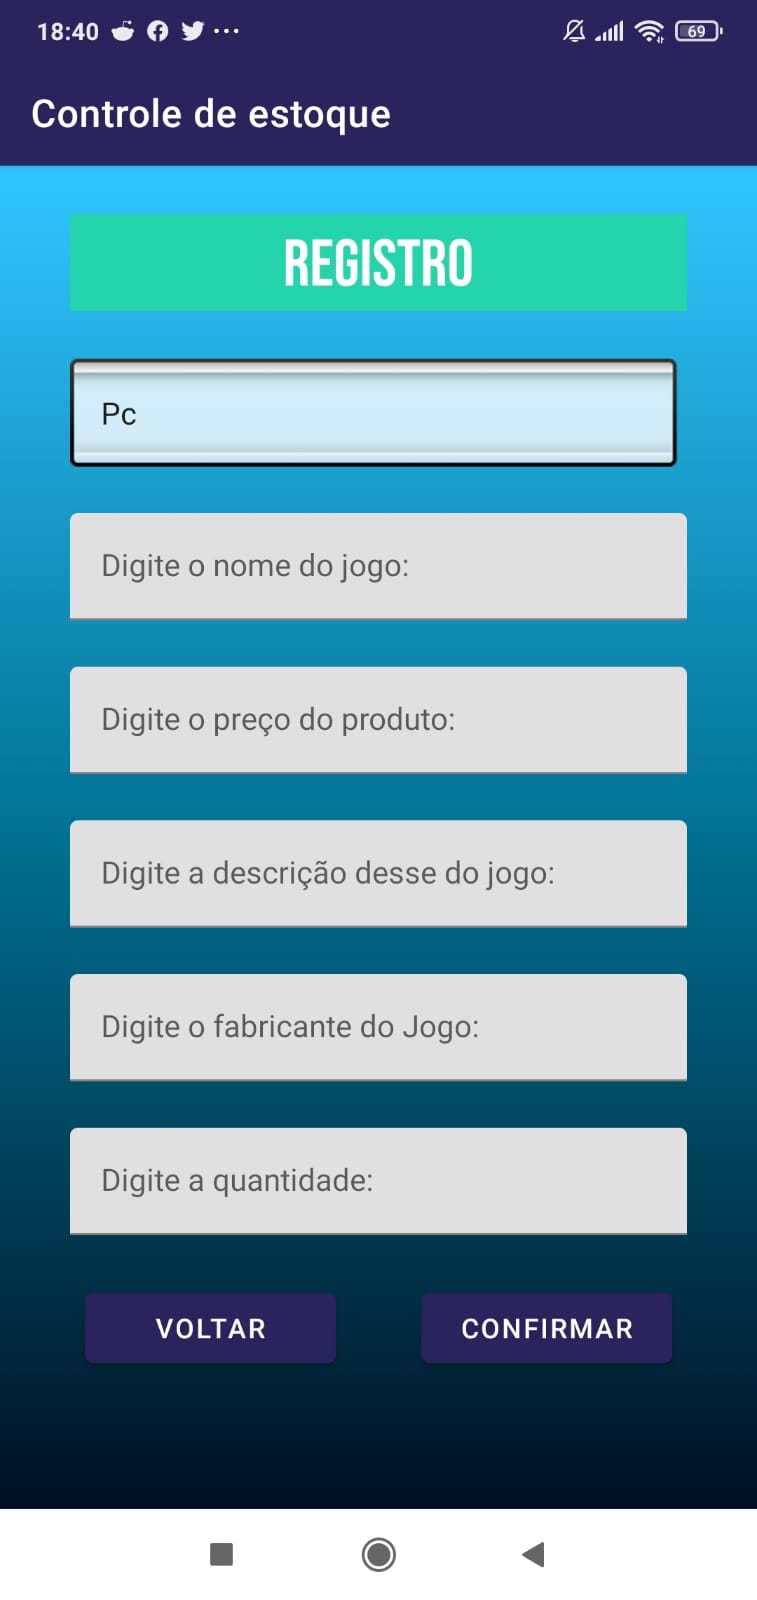 18:40
69
Controle de estoque
REGISTRO
Pc
Digite o nome do jogo:
Digite o preço do produto:
Digite a descrição desse do jogo:
Digite o fabricante do Jogo:
Digite a quantidade:
VOLTAR
CONFIRMAR